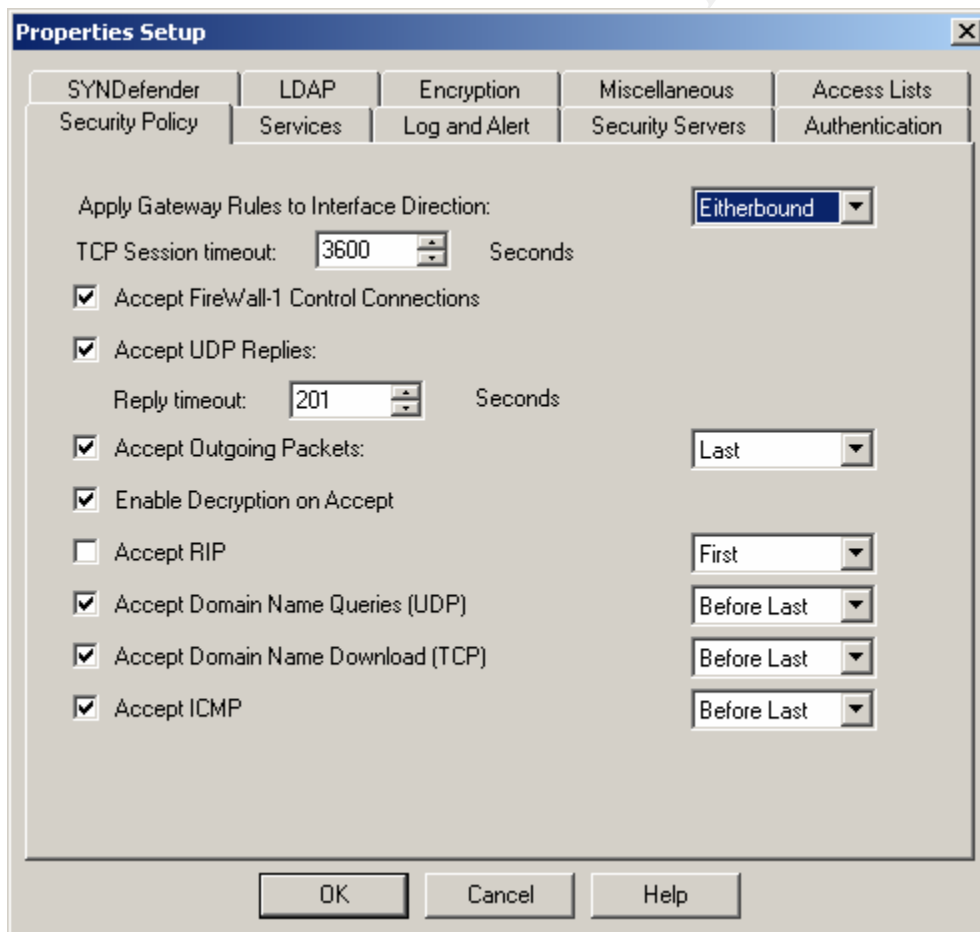 Properties Setup
SYNDefender LDAP Encryption Miscellaneous Access Lists
Security Policy Services Log and Alert Security Servers Authentication
Apply Gateway Rules to Interface Direction: Eitherbound
TCP Session timeout: 3600 Seconds
Accept FireWall-1 Control Connections
Accept UDP Replies:
Reply timeout: 201 Seconds
Accept Outgoing Packets: Last
Enable Decryption on Accept
Accept RIP First
Accept Domain Name Queries (UDP) Before Last
Accept Domain Name Download (TCP) Before Last
Accept ICMP Before Last
OK Cancel Help